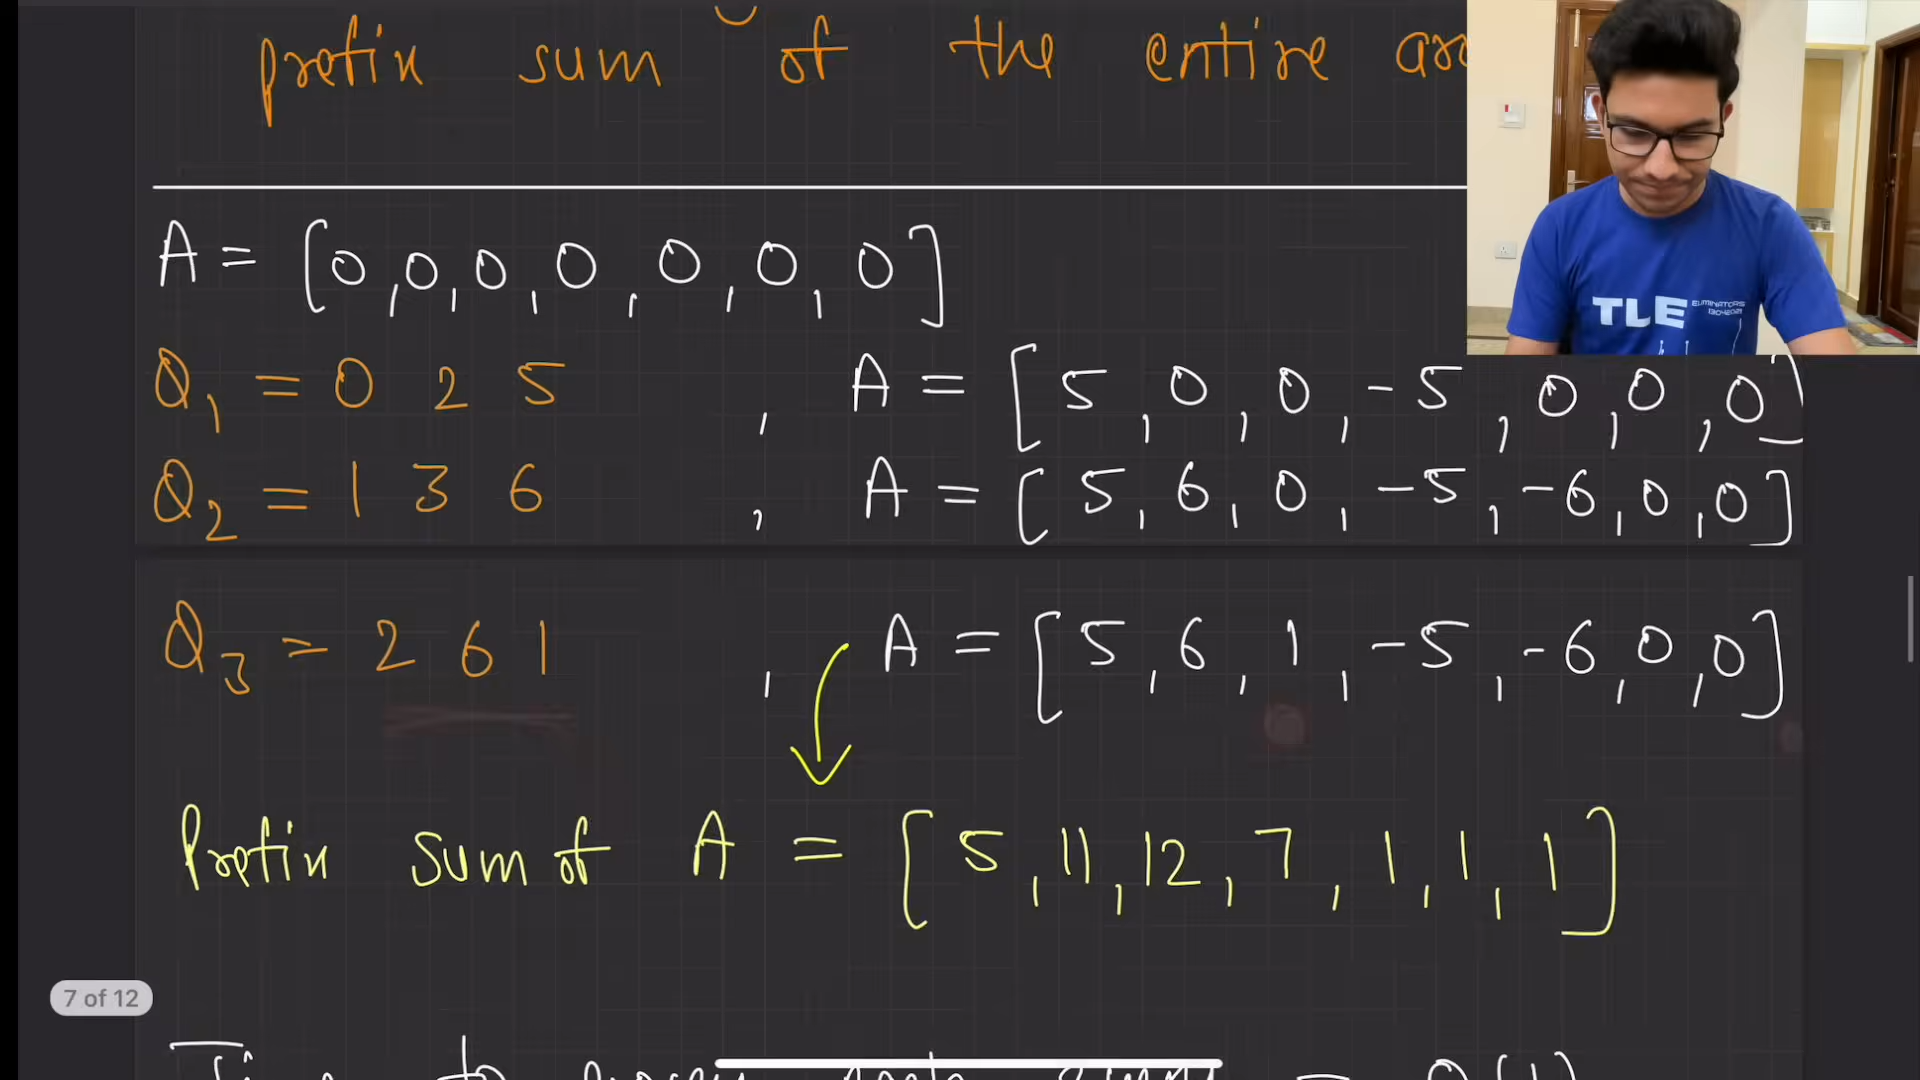 prefix sum of the entire
A = [0,0,0,0,0,0,0]
Q1 = 0 2 5 , A = [5,0,0,-5,0,0,0]
Q2 = 1 3 6 , A = [5,6,0,-5,-6,0,0]
Q3 = 2 6 1 , A = [5,6,1,-5,-6,0,0]
Prefix sum of A = [5,11,12,7,1,1,1]
7 of 12
TLE ELIMINATORS